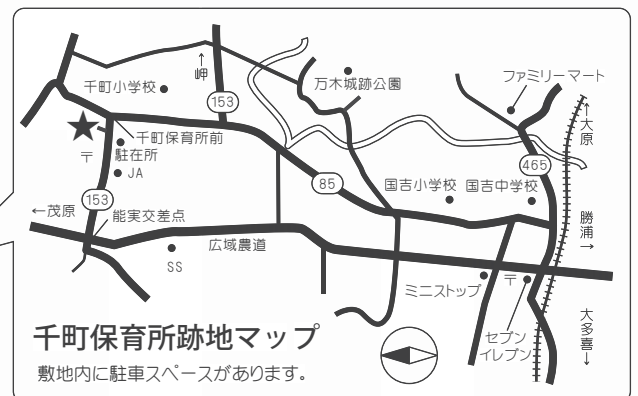 ↑
岬
ファミリーマート
千町小学校
万木城跡公園
153
↑
大原
千町保育所前
〒
駐在所
JA
465
85
国吉小学校
国吉中学校
153
←茂原
能実交差点
広域農道
勝浦→
SS
ミニストップ
〒
セブン
イレブン
大多喜↓
千町保育所跡地マップ
敷地内に駐車スペースがあります。